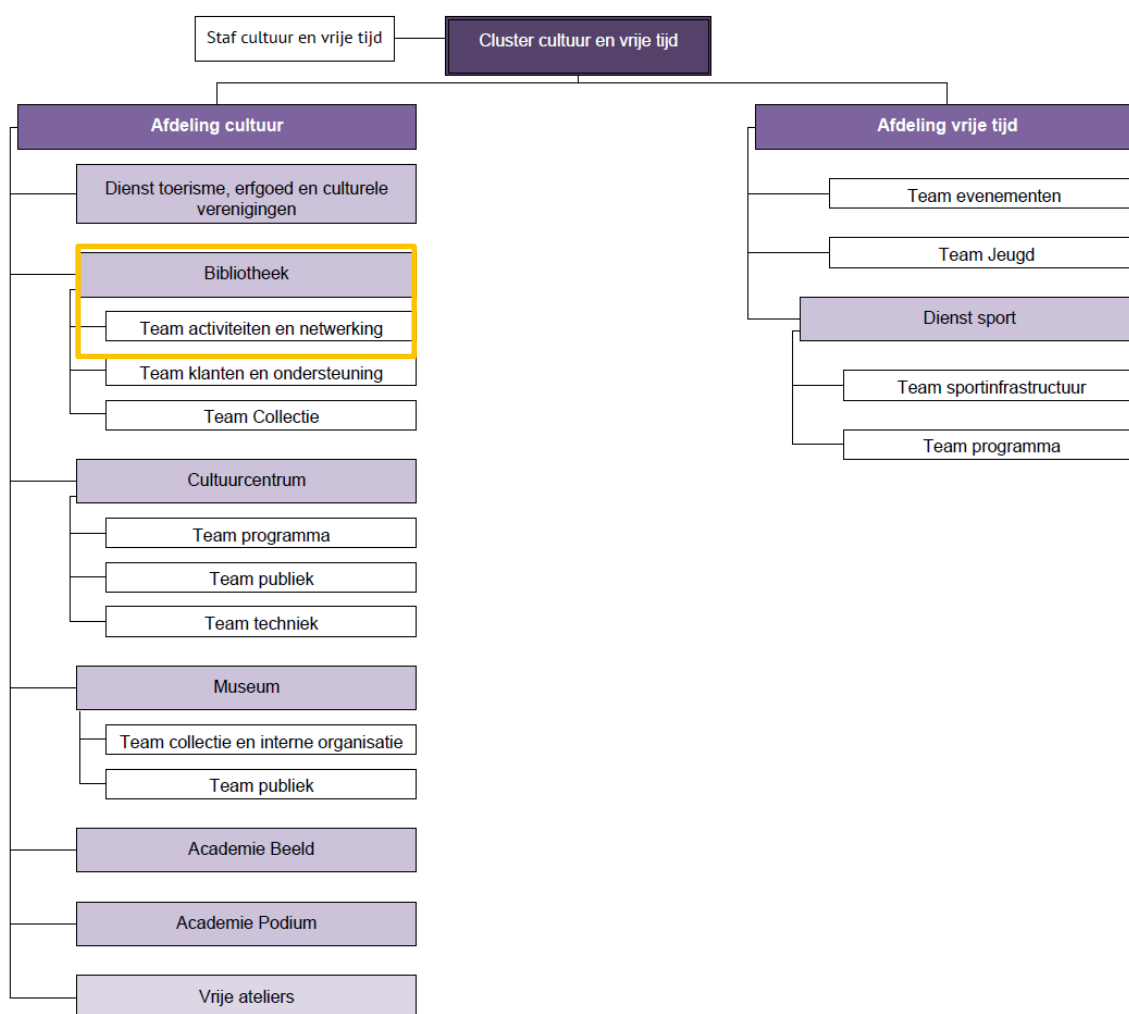 Staf cultuur en vrije tijd
Cluster cultuur en vrije tijd
Afdeling cultuur
Dienst toerisme, erfgoed en culturele
verenigingen
Bibliotheek
Team activiteiten en netwerking
Team klanten en ondersteuning
Team Collectie
Cultuurcentrum
Team programma
Team publiek
Team techniek
Museum
Team collectie en interne organisatie
Team publiek
Academie Beeld
Academie Podium
Vrije ateliers
Afdeling vrije tijd
Team evenementen
Team Jeugd
Dienst sport
Team sportinfrastructuur
Team programma